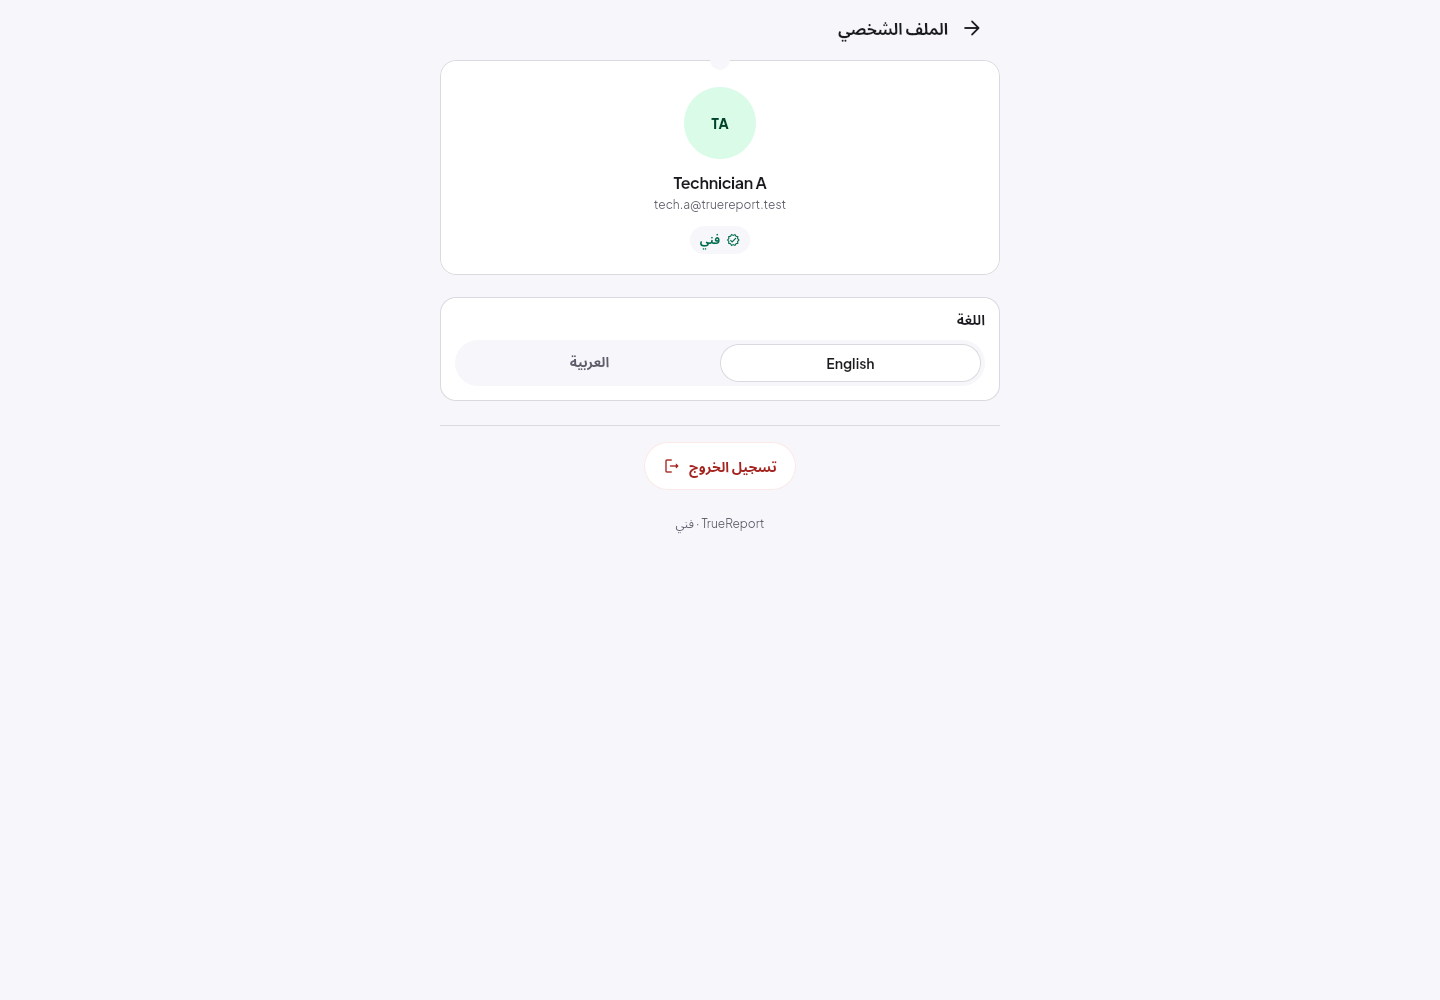 الملف الشخصي
TA
Technician A
tech.a@truereport.test
فني
اللغة
English
العربية
تسجيل الخروج
TrueReport · فني